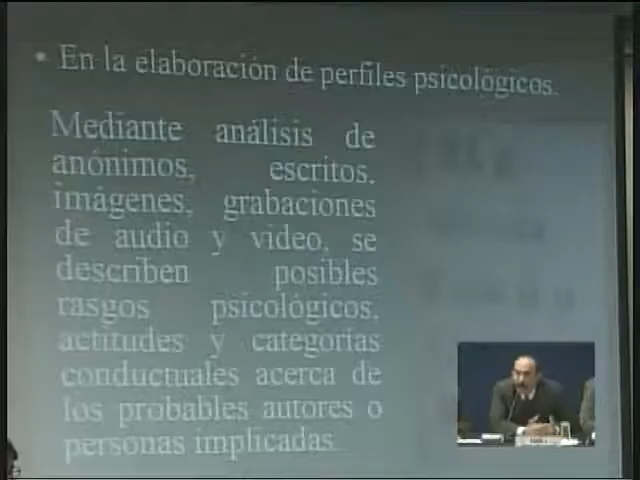 • En la elaboración de perfiles psicológicos.
Mediante análisis de
anónimos, escritos,
imágenes, grabaciones
de audio y video, se
describen posibles
rasgos psicológicos,
actitudes y categorías
conductuales acerca de
los probables autores o
personas implicadas.